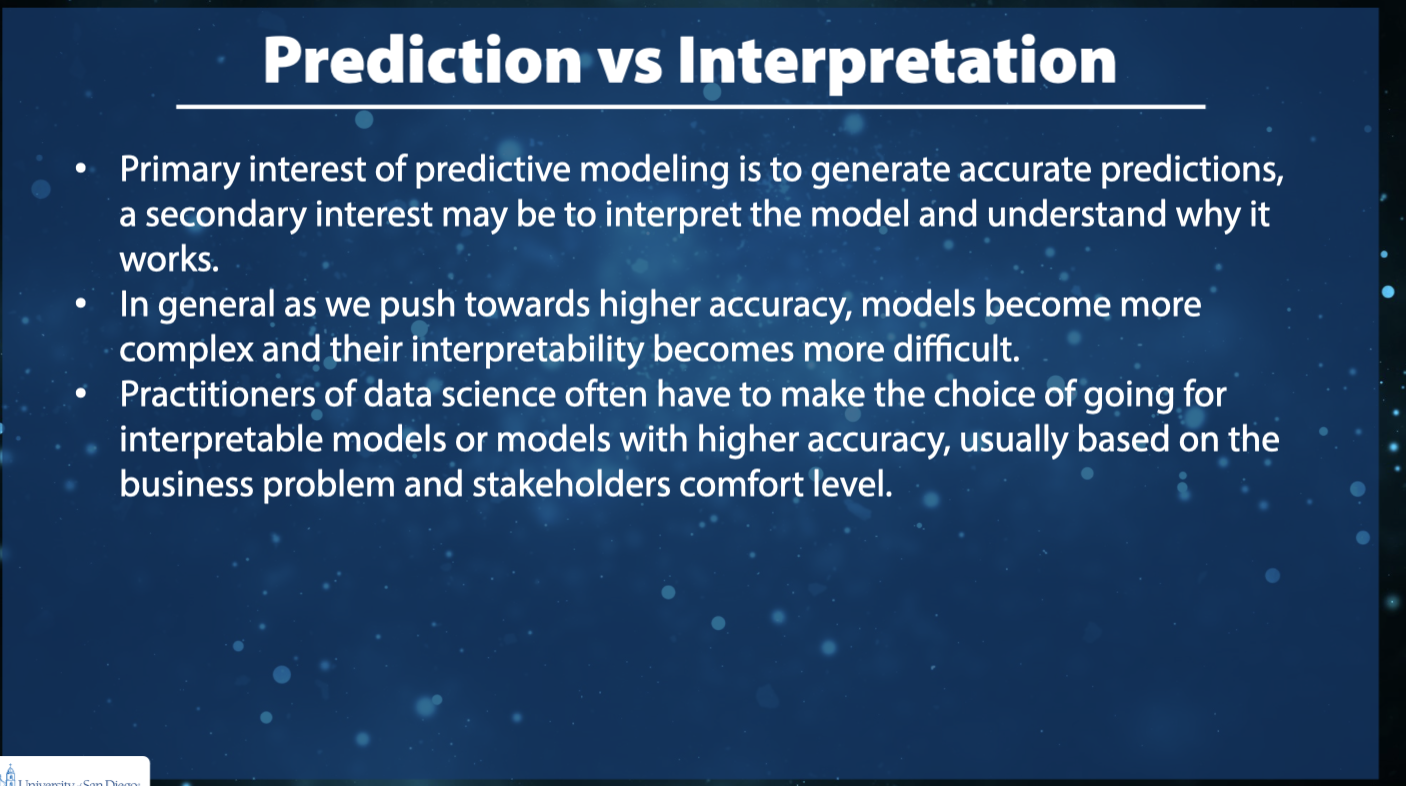 Prediction vs Interpretation
• Primary interest of predictive modeling is to generate accurate predictions,
a secondary interest may be to interpret the model and understand why it
works.
• In general as we push towards higher accuracy, models become more
complex and their interpretability becomes more difficult.
• Practitioners of data science often have to make the choice of going for
interpretable models or models with higher accuracy, usually based on the
business problem and stakeholders comfort level.
University of San Diego